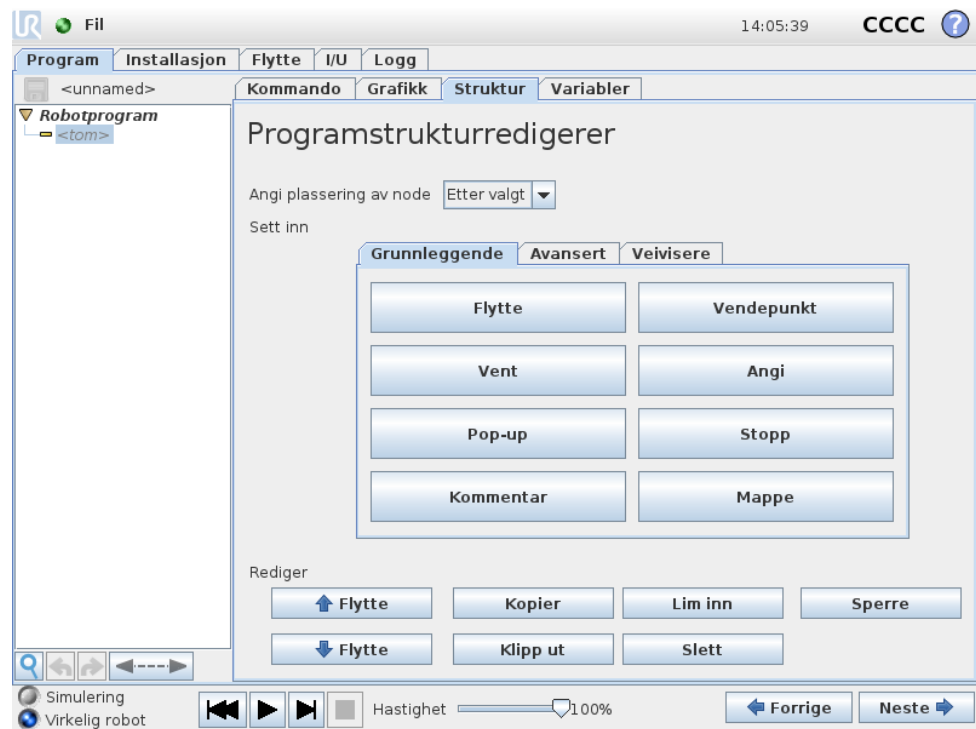 UR Fil 14:05:39 CCCC ?
Program Installasjon Flytte I/U Logg
<unnamed> Kommando Grafikk Struktur Variabler
Robotprogram
<tom>
Programstrukturredigerer
Angi plassering av node Etter valgt
Sett inn
Grunnleggende Avansert Veivisere
Flytte Vendepunkt
Vent Angi
Pop-up Stopp
Kommentar Mappe
Rediger
Flytte Kopier Lim inn Sperre
Flytte Klipp ut Slett
Simulering
Virkelig robot
Hastighet 100% Forrige Neste